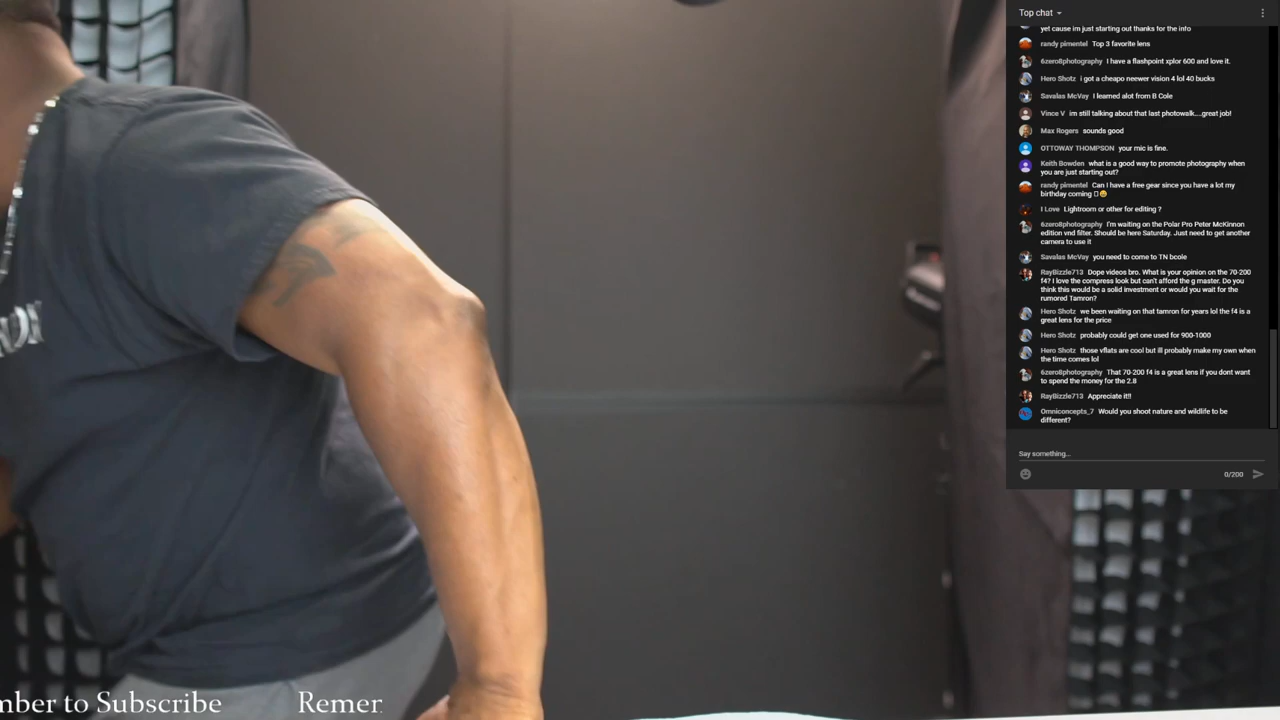 Top chat
yet cause im just starting out thanks for the info
randy pimentel Top 3 favorite lens
6zero8photography I have a flashpoint xplor 600 and love it.
Hero Shotz i got a cheapo neewer vision 4 lol 40 bucks
Savalas McVay I learned alot from B Cole
Vince V im still talking about that last photowalk....great job!
Max Rogers sounds good
OTTOWAY THOMPSON your mic is fine.
Keith Bowden what is a good way to promote photography when
you are just starting out?
randy pimentel Can I have a free gear since you have a lot my
birthday coming
I Love Lightroom or other for editing ?
6zero8photography I'm waiting on the Polar Pro Peter McKinnon
edition vnd filter. Should be here Saturday. Just need to get another
camera to use it
Savalas McVay you need to come to TN bcole
RayBizzle713 Dope videos bro. What is your opinion on the 70-200
f4? I love the compress look but can't afford the g master. Do you
think this would be a solid investment or would you wait for the
rumored Tamron?
Hero Shotz we been waiting on that tamron for years lol the f4 is a
great lens for the price
Hero Shotz probably could get one used for 900-1000
Hero Shotz those vflats are cool but ill probably make my own when
the time comes lol
6zero8photography That 70-200 f4 is a great lens if you dont want
to spend the money for the 2.8
RayBizzle713 Appreciate it!!
Omniconcepts_7 Would you shoot nature and wildlife to be
different?
Say something...
0/200
mber to Subscribe Remer